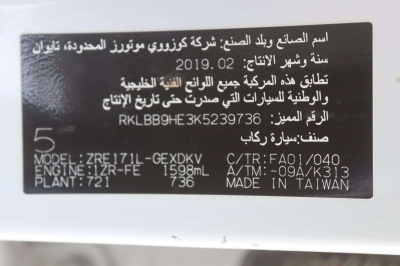 اسم الصانع وبلد الصنع: شركة كوزووي موتورز المحدودة، تايوان
سنة وشهر الانتاج: 2019.02
تطابق هذه المركبة جميع اللوائح الفنية الخليجية
والوطنية للسيارات التي صدرت حتى تاريخ الإنتاج
الرقم المميز: RKLBB9HE3K5239736
صنف: سيارة ركاب
5
MODEL: ZRE171L-GEXDKV C/TR: FA01/040
ENGINE: 1ZR-FE 1598mL A/TM: -09A/K313
PLANT: 721 736 MADE IN TAIWAN